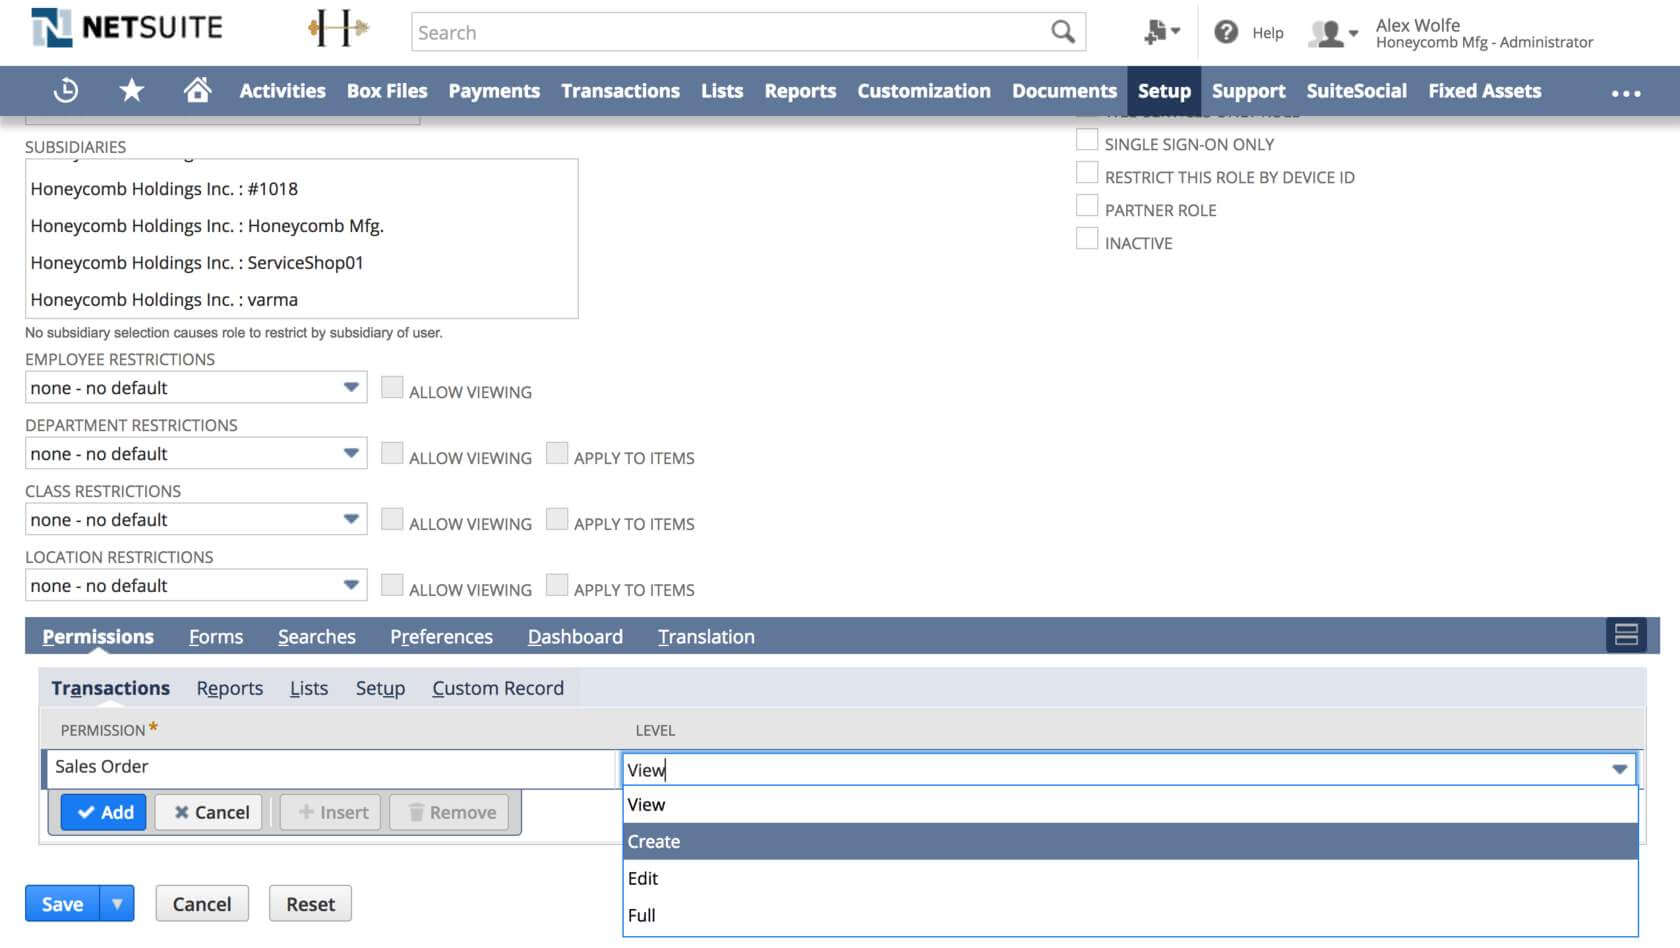 NETSUITE
H
Search
Help
Alex Wolfe
Honeycomb Mfg - Administrator
Activities Box Files Payments Transactions Lists Reports Customization Documents Setup Support SuiteSocial Fixed Assets
SUBSIDIARIES
Honeycomb Holdings Inc. : #1018
Honeycomb Holdings Inc. : Honeycomb Mfg.
Honeycomb Holdings Inc. : ServiceShop01
Honeycomb Holdings Inc. : varma
No subsidiary selection causes role to restrict by subsidiary of user.
SINGLE SIGN-ON ONLY
RESTRICT THIS ROLE BY DEVICE ID
PARTNER ROLE
INACTIVE
EMPLOYEE RESTRICTIONS
none - no default ALLOW VIEWING
DEPARTMENT RESTRICTIONS
none - no default ALLOW VIEWING APPLY TO ITEMS
CLASS RESTRICTIONS
none - no default ALLOW VIEWING APPLY TO ITEMS
LOCATION RESTRICTIONS
none - no default ALLOW VIEWING APPLY TO ITEMS
Permissions Forms Searches Preferences Dashboard Translation
Transactions Reports Lists Setup Custom Record
PERMISSION * LEVEL
Sales Order View
Add Cancel Insert Remove
View
Create
Edit
Full
Save Cancel Reset